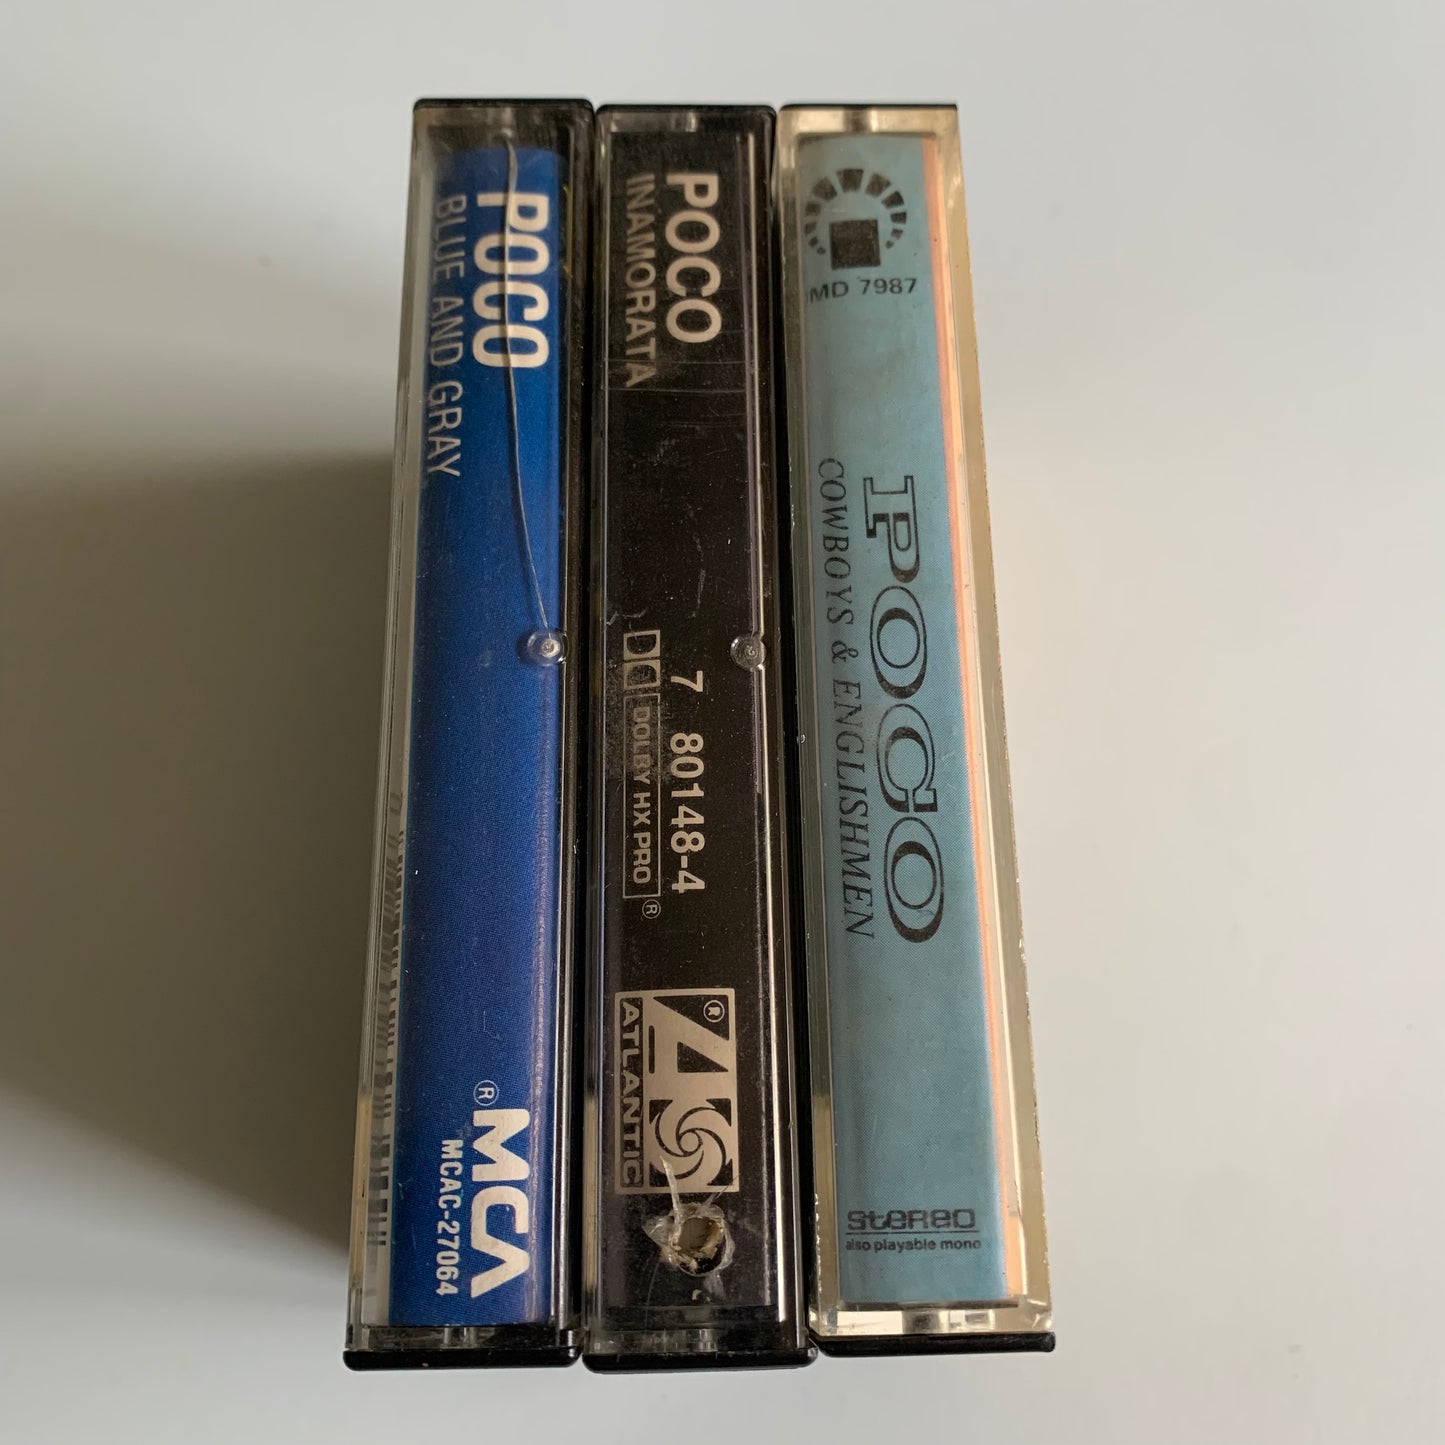 POCO
BLUE AND GRAY
® MCA
MCAC-27064
POCO
INAMORATA
7 80148-4
DOLBY HX PRO
®
®
ATLANTIC
MD 7987
POCO
COWBOYS & ENGLISHMEN
STEREO
also playable mono